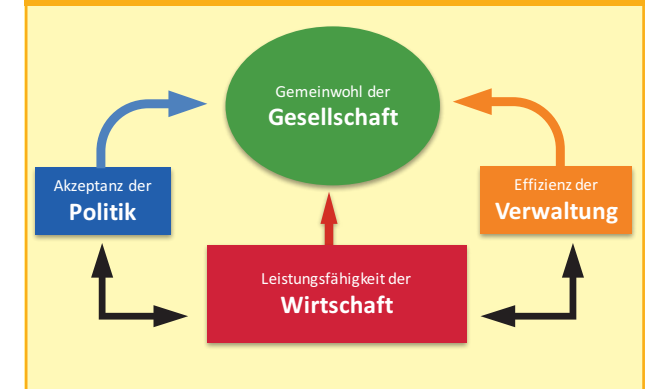 Gemeinwohl der
Gesellschaft
Akzeptanz der
Politik
Effizienz der
Verwaltung
Leistungsfähigkeit der
Wirtschaft